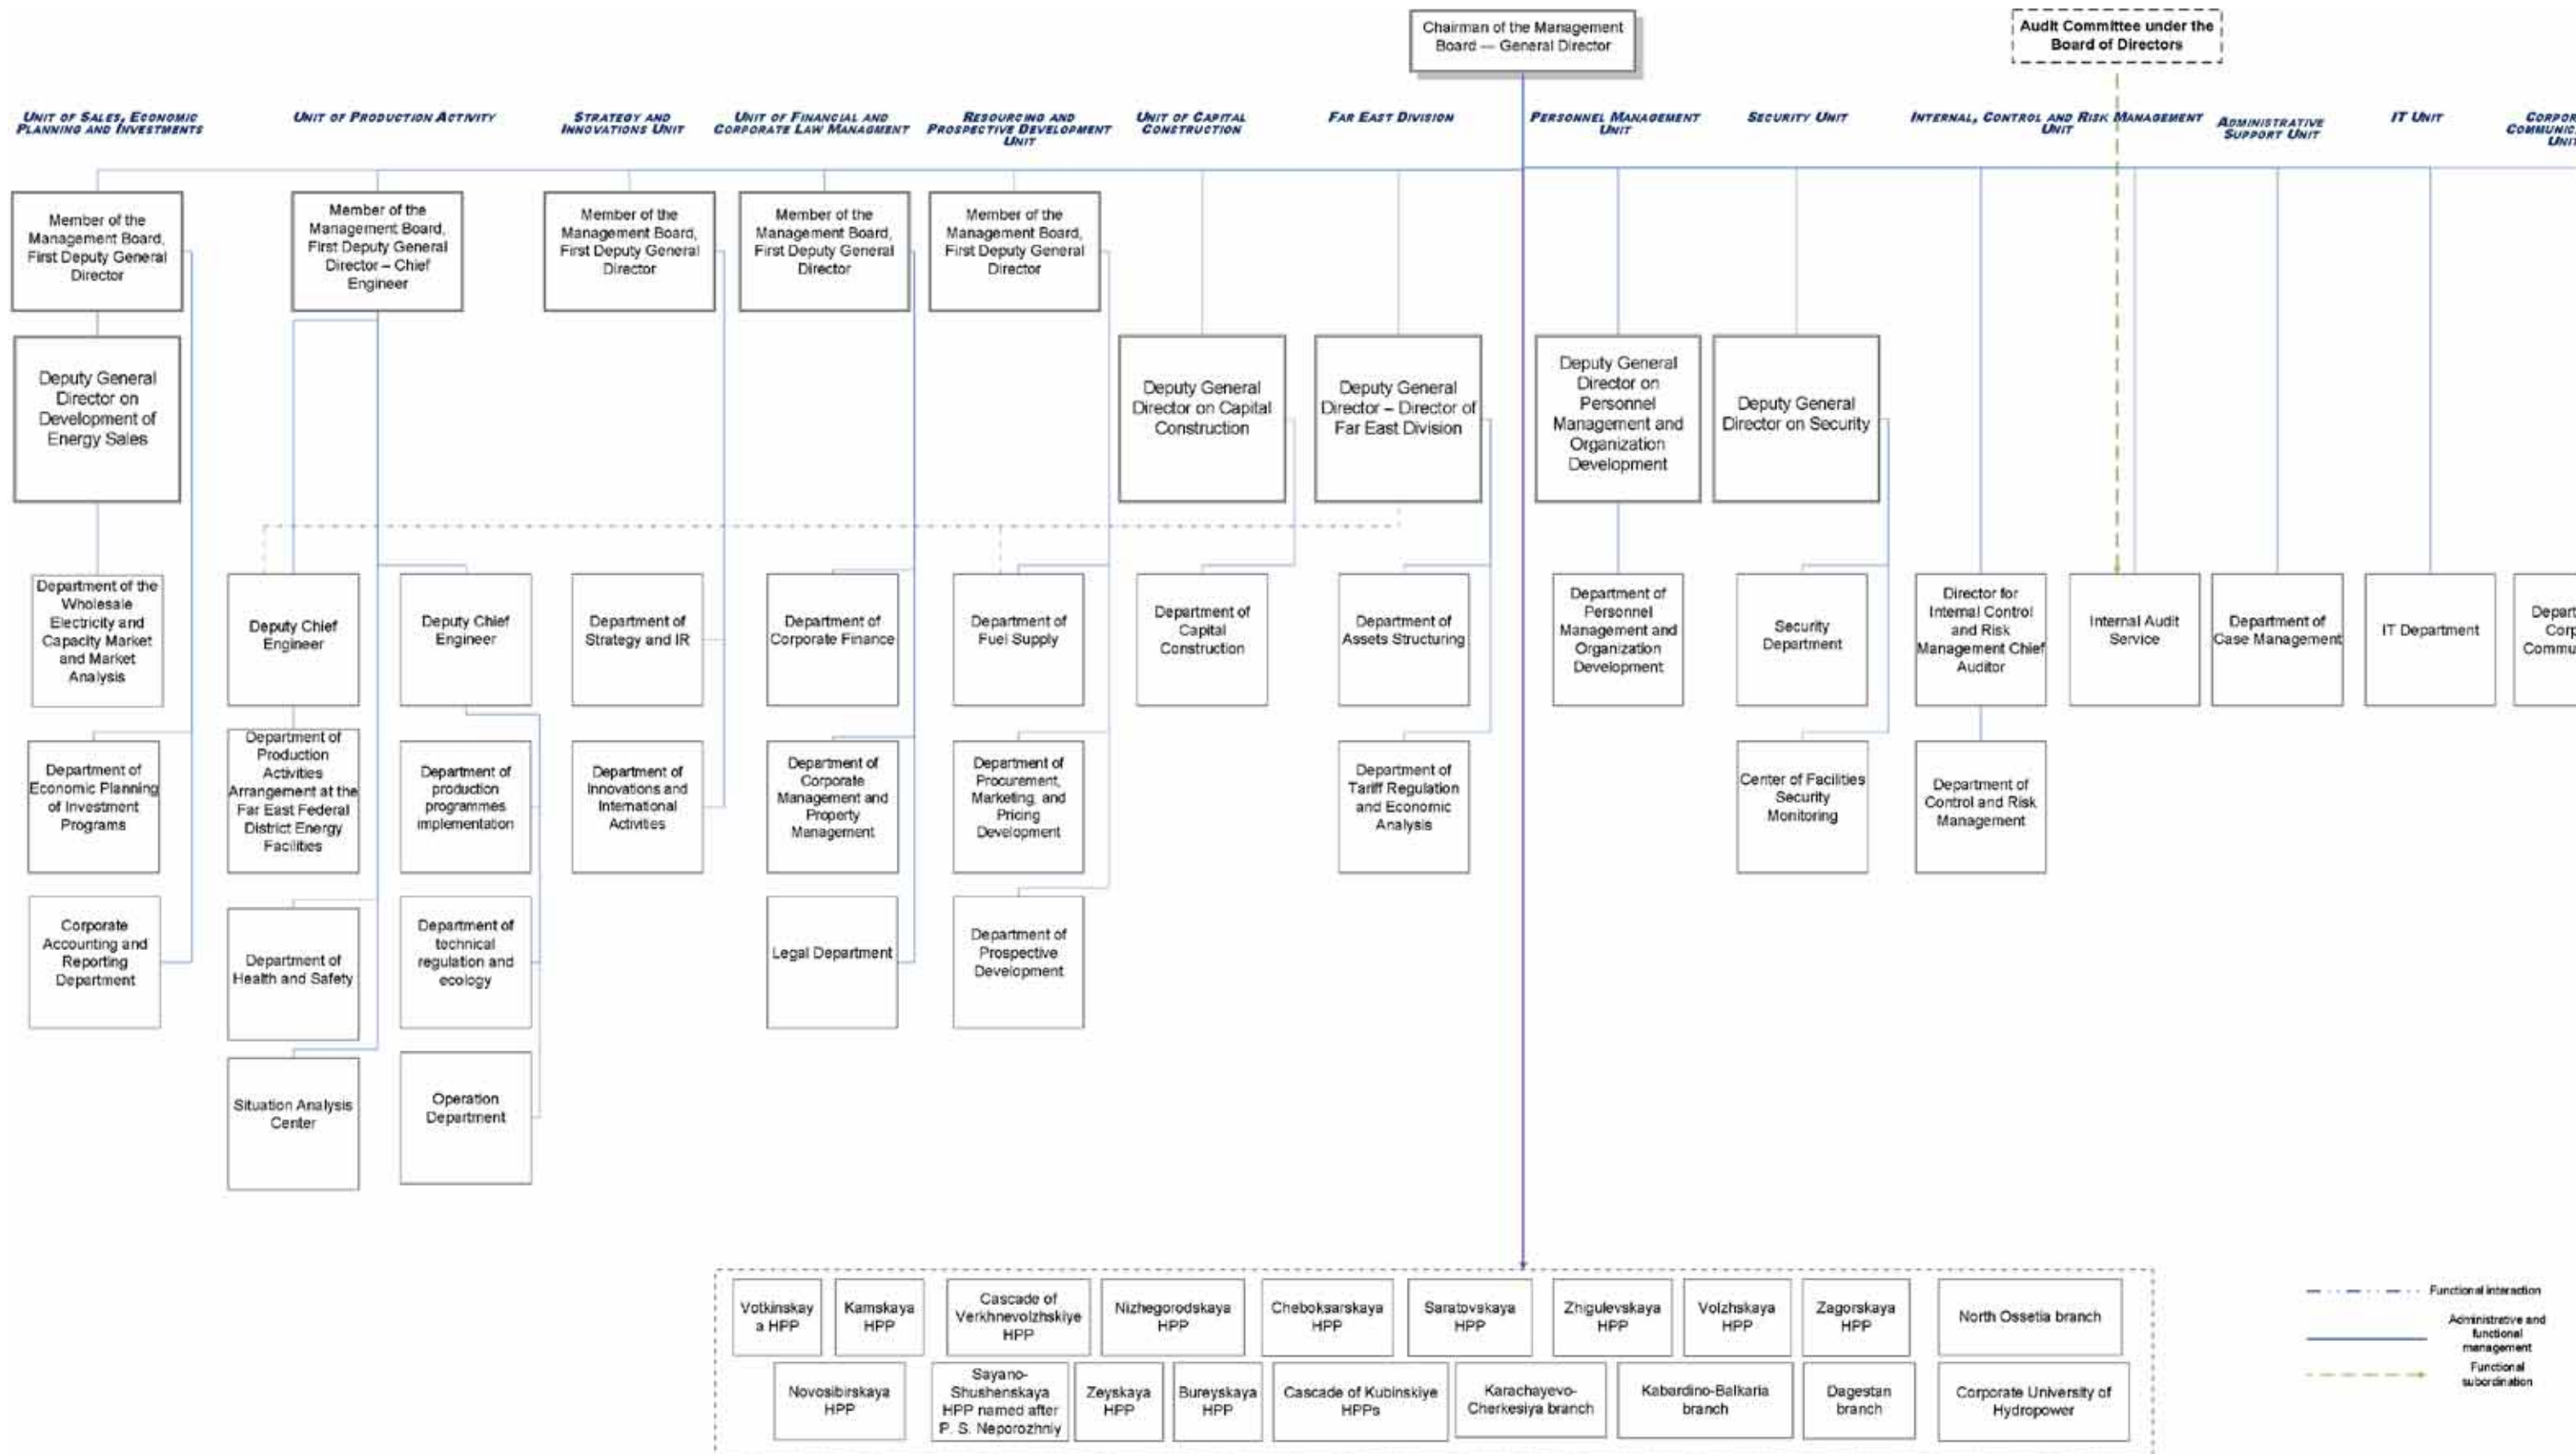 Chairman of the Management
Board — General Director
Audit Committee under the
Board of Directors
UNIT OF SALES, ECONOMIC
PLANNING AND INVESTMENTS
UNIT OF PRODUCTION ACTIVITY
STRATEGY AND
INNOVATIONS UNIT
UNIT OF FINANCIAL AND
CORPORATE LAW MANAGMENT
RESOURCING AND
PROSPECTIVE DEVELOPMENT
UNIT
UNIT OF CAPITAL
CONSTRUCTION
FAR EAST DIVISION
PERSONNEL MANAGEMENT
UNIT
SECURITY UNIT
INTERNAL, CONTROL AND RISK MANAGEMENT
UNIT
ADMINISTRATIVE
SUPPORT UNIT
IT UNIT
CORPOR
COMMUNIC
UNIT
Member of the
Management Board,
First Deputy General
Director
Member of the
Management Board,
First Deputy General
Director – Chief
Engineer
Member of the
Management Board,
First Deputy General
Director
Member of the
Management Board,
First Deputy General
Director
Member of the
Management Board,
First Deputy General
Director
Deputy General
Director on
Development of
Energy Sales
Deputy General
Director on Capital
Construction
Deputy General
Director – Director of
Far East Division
Deputy General
Director on
Personnel
Management and
Organization
Development
Deputy General
Director on Security
Department of the
Wholesale
Electricity and
Capacity Market
and Market
Analysis
Deputy Chief
Engineer
Deputy Chief
Engineer
Department of
Strategy and IR
Department of
Corporate Finance
Department of
Fuel Supply
Department of
Capital
Construction
Department of
Assets Structuring
Department of
Personnel
Management and
Organization
Development
Security
Department
Director for
Internal Control
and Risk
Management Chief
Auditor
Internal Audit
Service
Department of
Case Management
IT Department
Depart
Corp
Commu
Department of
Economic Planning
of Investment
Programs
Department of
Production
Activities
Arrangement at the
Far East Federal
District Energy
Facilities
Department of
production
programmes
implementation
Department of
Innovations and
International
Activities
Department of
Corporate
Management and
Property
Management
Department of
Procurement,
Marketing, and
Pricing
Development
Department of
Tariff Regulation
and Economic
Analysis
Center of Facilities
Security
Monitoring
Department of
Control and Risk
Management
Corporate
Accounting and
Reporting
Department
Department of
Health and Safety
Department of
technical
regulation and
ecology
Legal Department
Department of
Prospective
Development
Situation Analysis
Center
Operation
Department
Votkinskay
a HPP
Kamskaya
HPP
Cascade of
Verkhnevolzhskiye
HPP
Nizhegorodskaya
HPP
Cheboksarskaya
HPP
Saratovskaya
HPP
Zhigulevskaya
HPP
Volzhskaya
HPP
Zagorskaya
HPP
North Ossetia branch
Novosibirskaya
HPP
Sayano-
Shushenskaya
HPP named after
P. S. Neporozhniy
Zeyskaya
HPP
Bureyskaya
HPP
Cascade of Kubinskiye
HPPs
Karachayevo-
Cherkesiya branch
Kabardino-Balkaria
branch
Dagestan
branch
Corporate University of
Hydropower
Functional interaction
Administrative and
functional
management
Functional
subordination